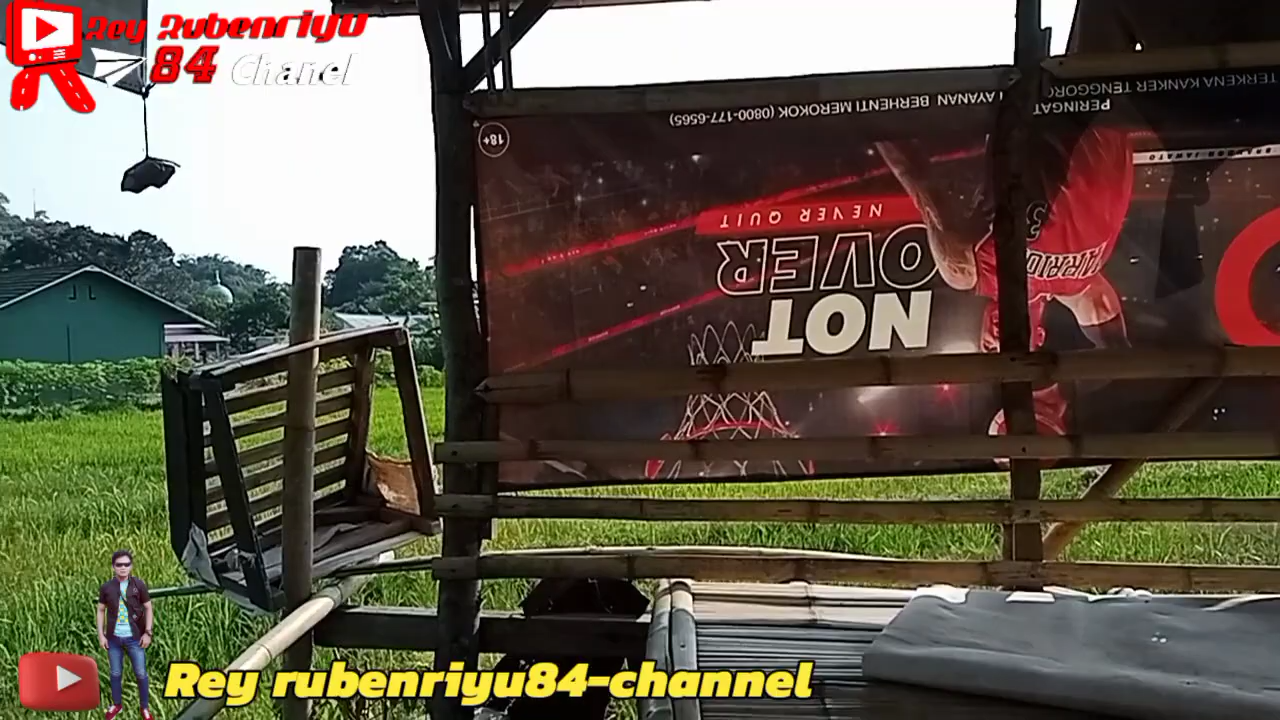 Rey Rubenriyu
84 Chanel
TERKENA KANKER TENGGORO
PERINGAT
LAYANAN BERHENTI MEROKOK (0800-177-6565)
18+
NEVER QUIT
OVER
NOT
Rey rubenriyu84-channel